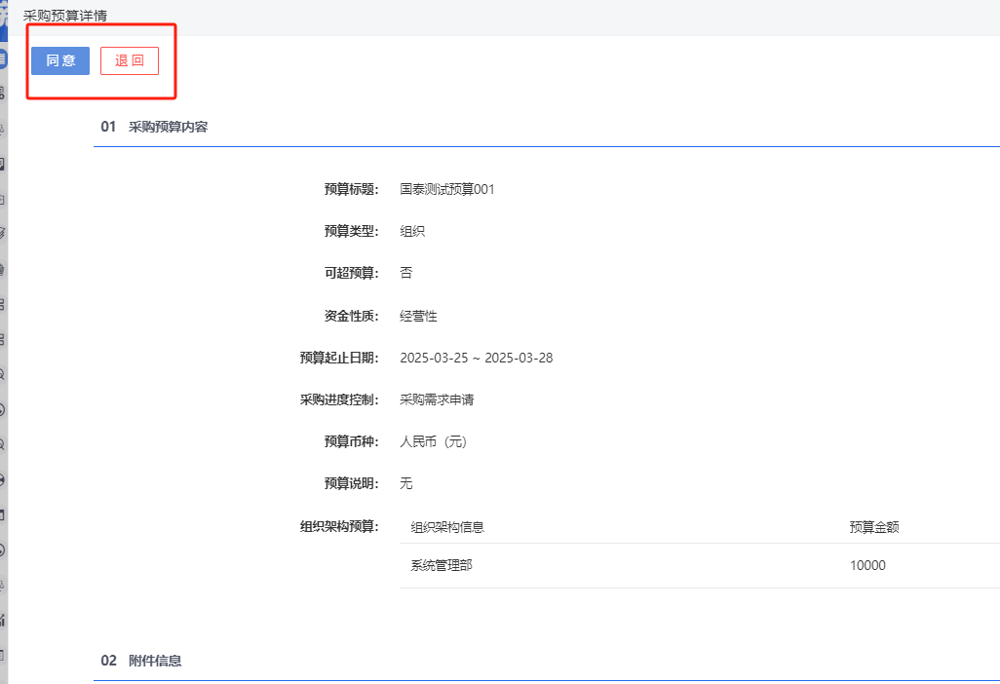 采购预算详情
同意 退回
01 采购预算内容
预算标题： 国泰测试预算001
预算类型： 组织
可超预算： 否
资金性质： 经营性
预算起止日期： 2025-03-25 ~ 2025-03-28
采购进度控制： 采购需求申请
预算币种： 人民币（元）
预算说明： 无
组织架构预算： 组织架构信息 预算金额
系统管理部 10000
02 附件信息